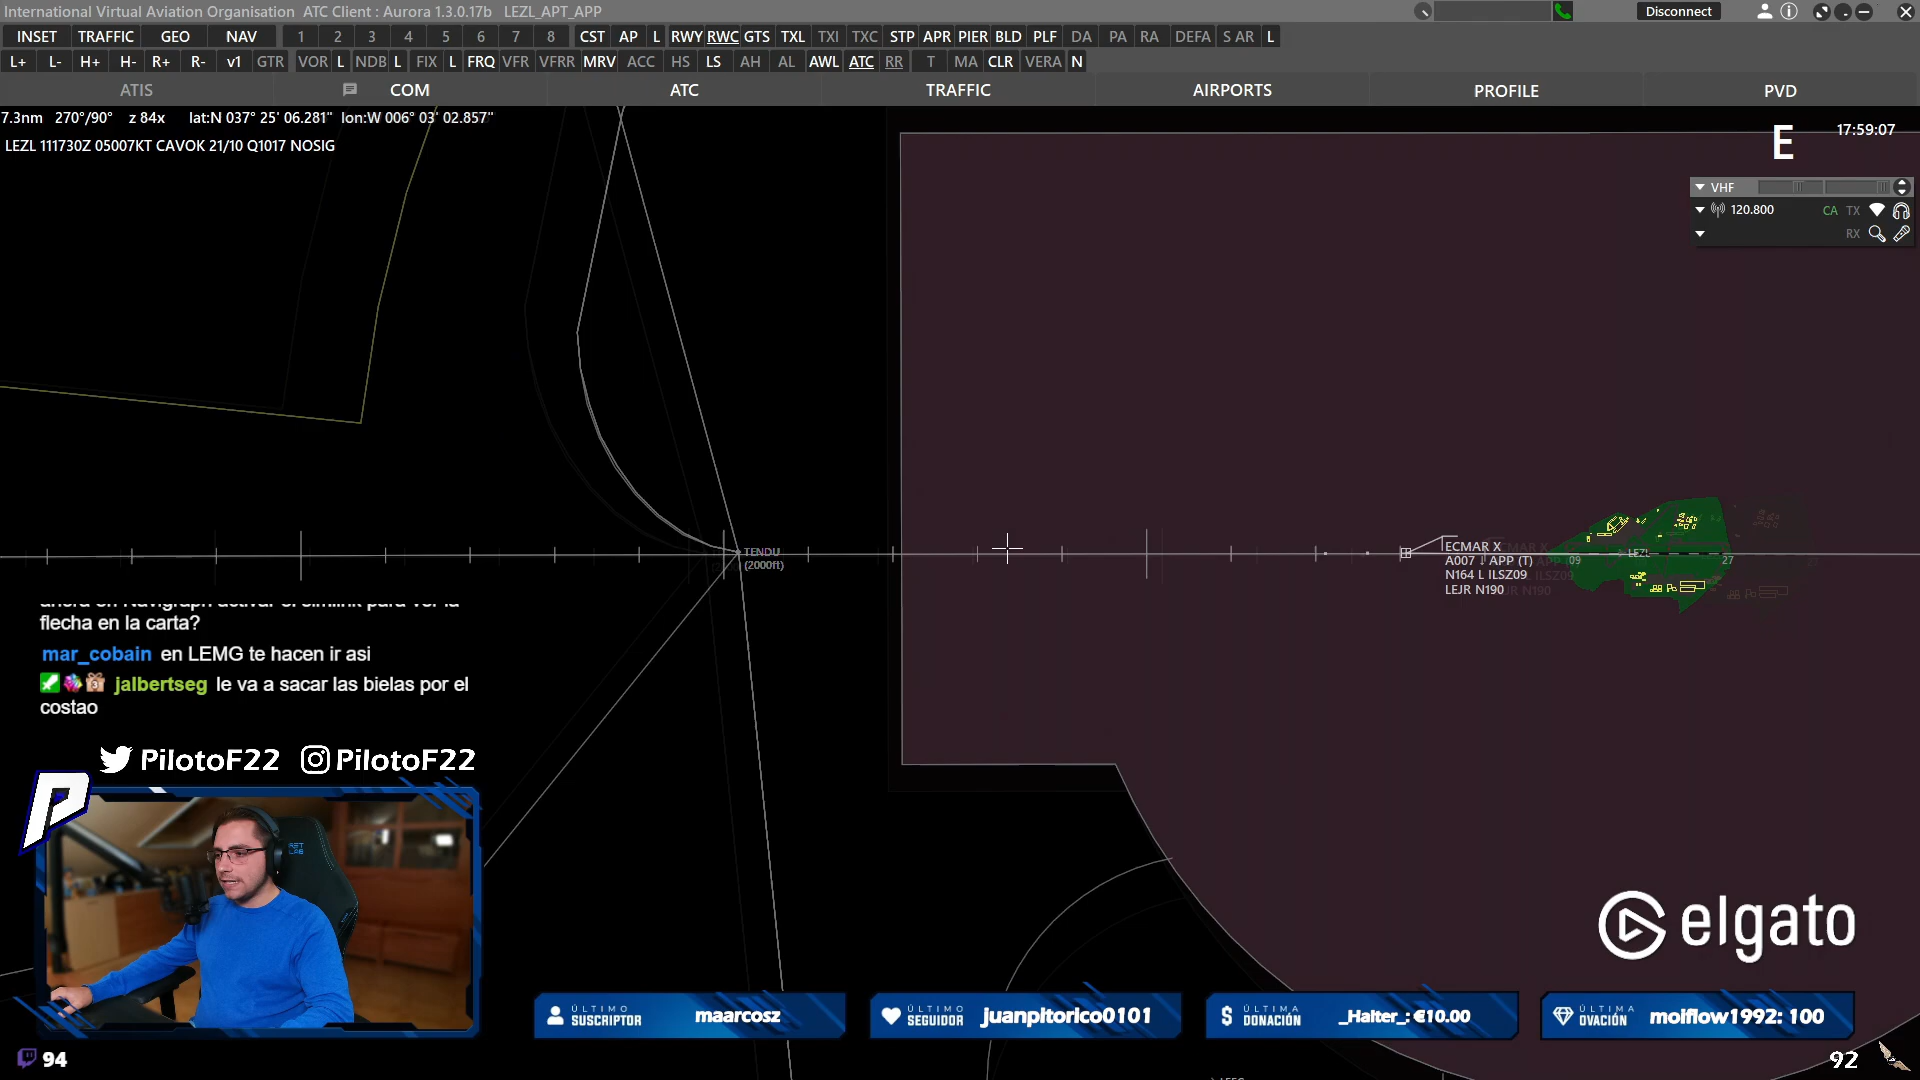 International Virtual Aviation Organisation ATC Client : Aurora 1.3.0.17b LEZL_APT_APP
Disconnect
INSET TRAFFIC GEO NAV 1 2 3 4 5 6 7 8 CST AP L RWY RWC GTS TXL TXI TXC STP APR PIER BLD PLF DA PA RA DEFA S AR L
L+ L- H+ H- R+ R- v1 GTR VOR L NDB L FIX L FRQ VFR VFRR MRV ACC HS LS AH AL AWL ATC RR T MA CLR VERA N
ATIS COM ATC TRAFFIC AIRPORTS PROFILE PVD
7.3nm 270°/90° z 84x lat:N 037° 25' 06.281" lon:W 006° 03' 02.857"
LEZL 111730Z 05007KT CAVOK 21/10 Q1017 NOSIG
E 17:59:07
VHF
120.800 CA TX
RX
TENDU
(2000ft)
ECMAR X
A007 ↓ APP (T)
N164 L ILSZ09
LEJR N190
09 LEZL 27
flecha en la carta?
mar_cobain en LEMG te hacen ir asi
3 jalbertseg le va a sacar las bielas por el
costao
PilotoF22 PilotoF22
P
elgato
ÚLTIMO
SUSCRIPTOR maarcosz
ÚLTIMO
SEGUIDOR juanpitorico0101
ÚLTIMA
DONACIÓN _Halter_: €10.00
ÚLTIMA
OVACIÓN moiflow1992: 100
94
92